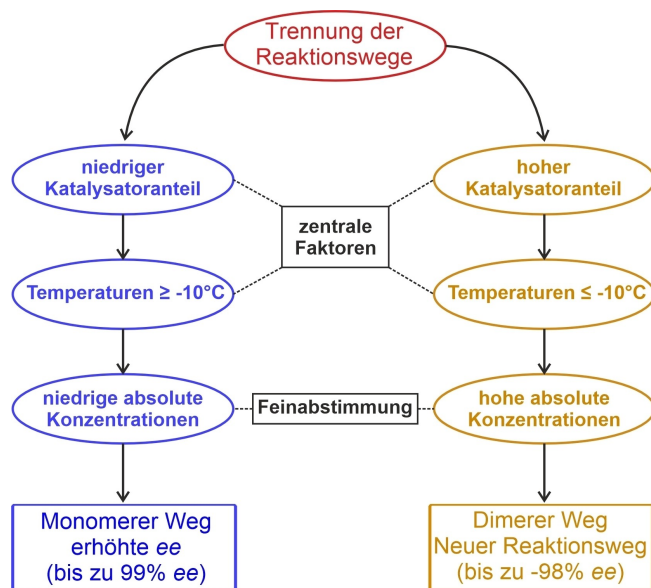 Trennung der
Reaktionswege
niedriger
Katalysatoranteil
hoher
Katalysatoranteil
zentrale
Faktoren
Temperaturen ≥ -10°C
Temperaturen ≤ -10°C
niedrige absolute
Konzentrationen
Feinabstimmung
hohe absolute
Konzentrationen
Monomerer Weg
erhöhte ee
(bis zu 99% ee)
Dimerer Weg
Neuer Reaktionsweg
(bis zu -98% ee)